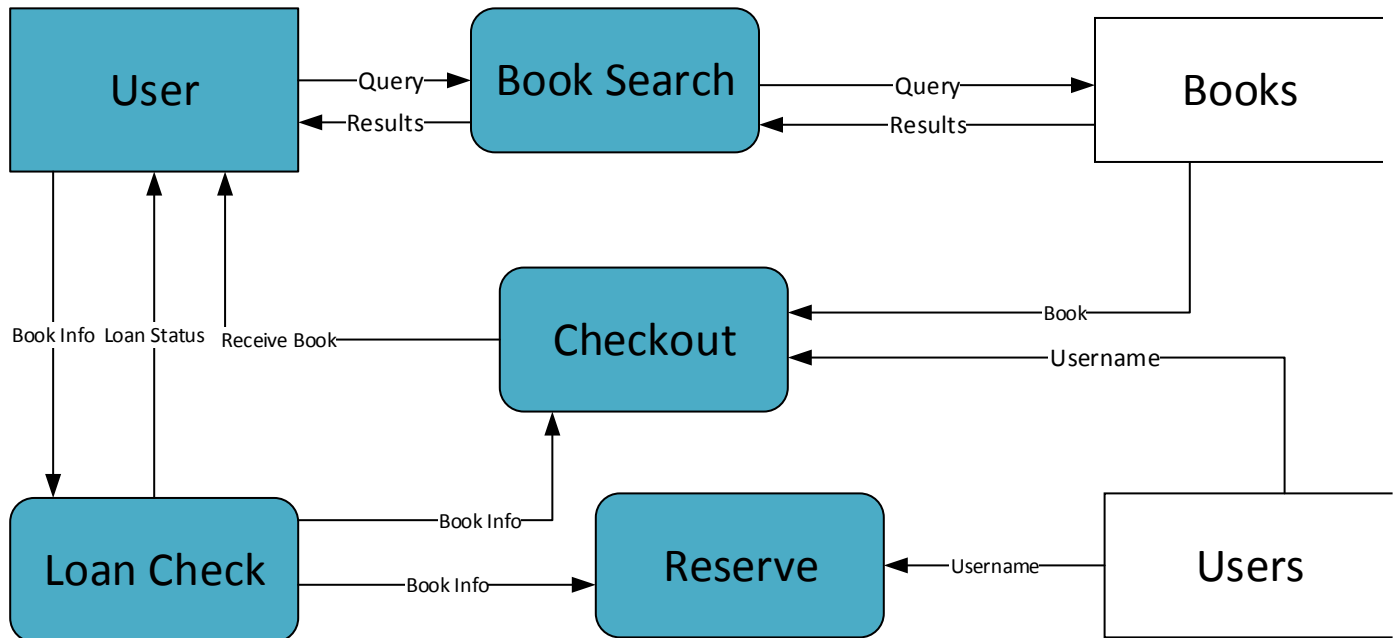 User
Query
Results
Book Search
Query
Results
Books
Book Info
Loan Status
Receive Book
Checkout
Book
Username
Loan Check
Book Info
Book Info
Reserve
Username
Users